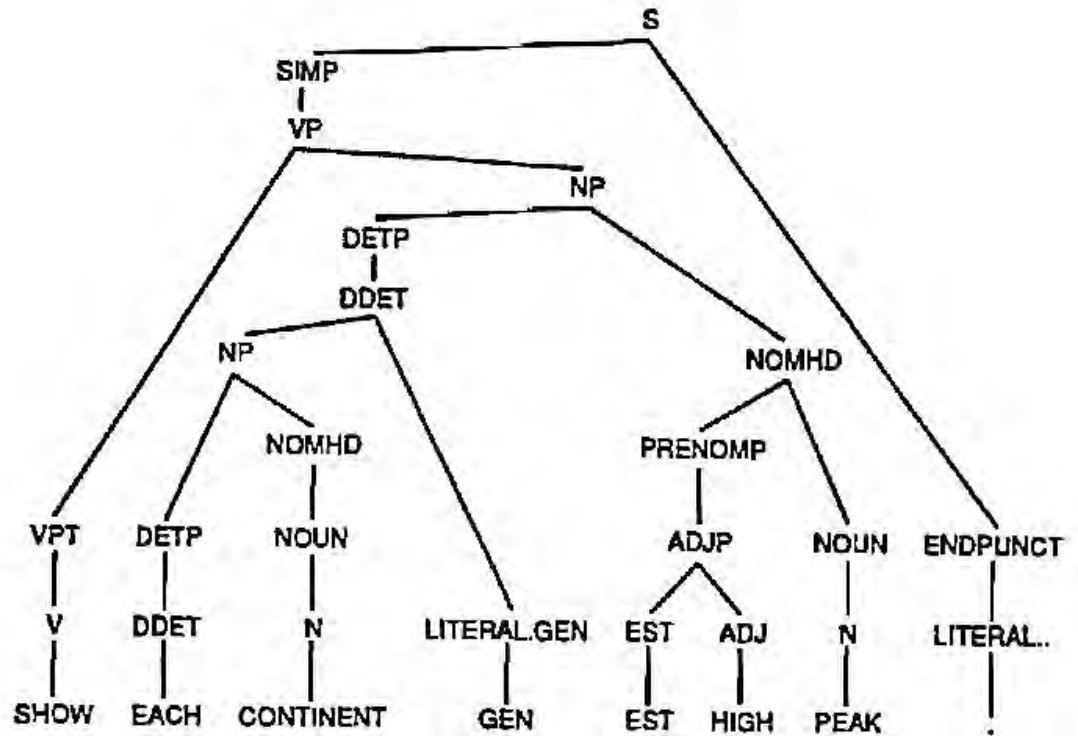 S
SIMP
VP
NP
DETP
DDET
NP NOMHD
NOMHD PRENOMP
VPT DETP NOUN ADJP NOUN ENDPUNCT
V DDET N LITERAL.GEN EST ADJ N LITERAL..
SHOW EACH CONTINENT GEN EST HIGH PEAK .